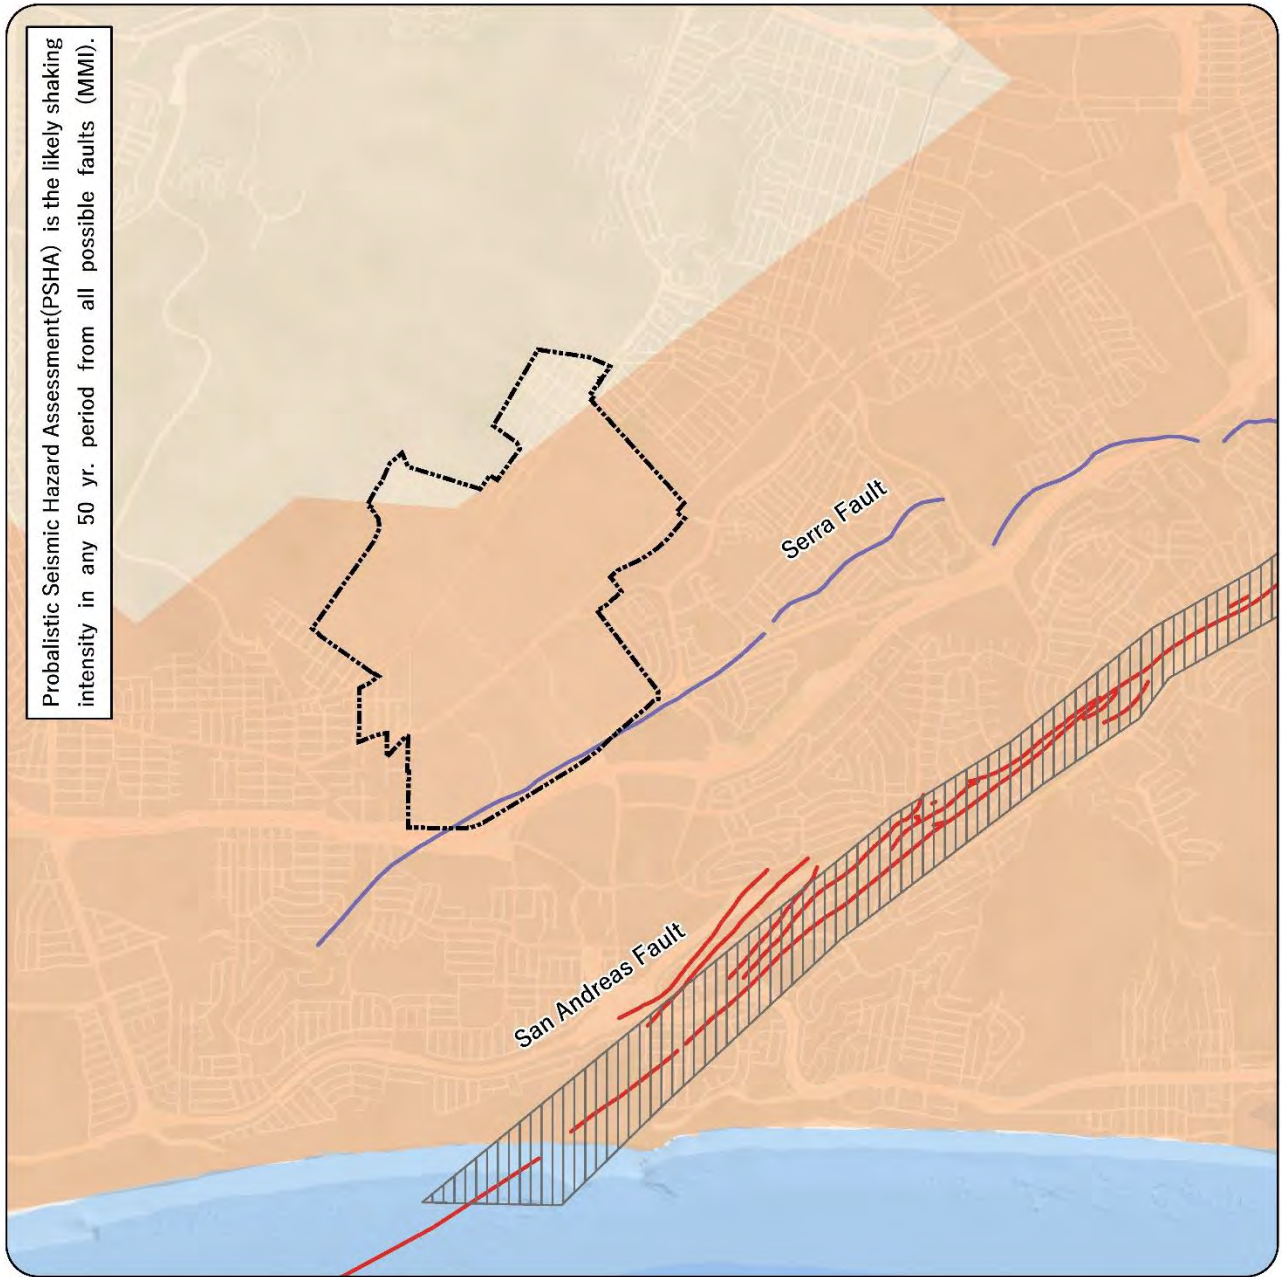 Probalistic Seismic Hazard Assessment(PSHA) is the likely shaking
intensity in any 50 yr. period from all possible faults (MMI).
Serra Fault
San Andreas Fault